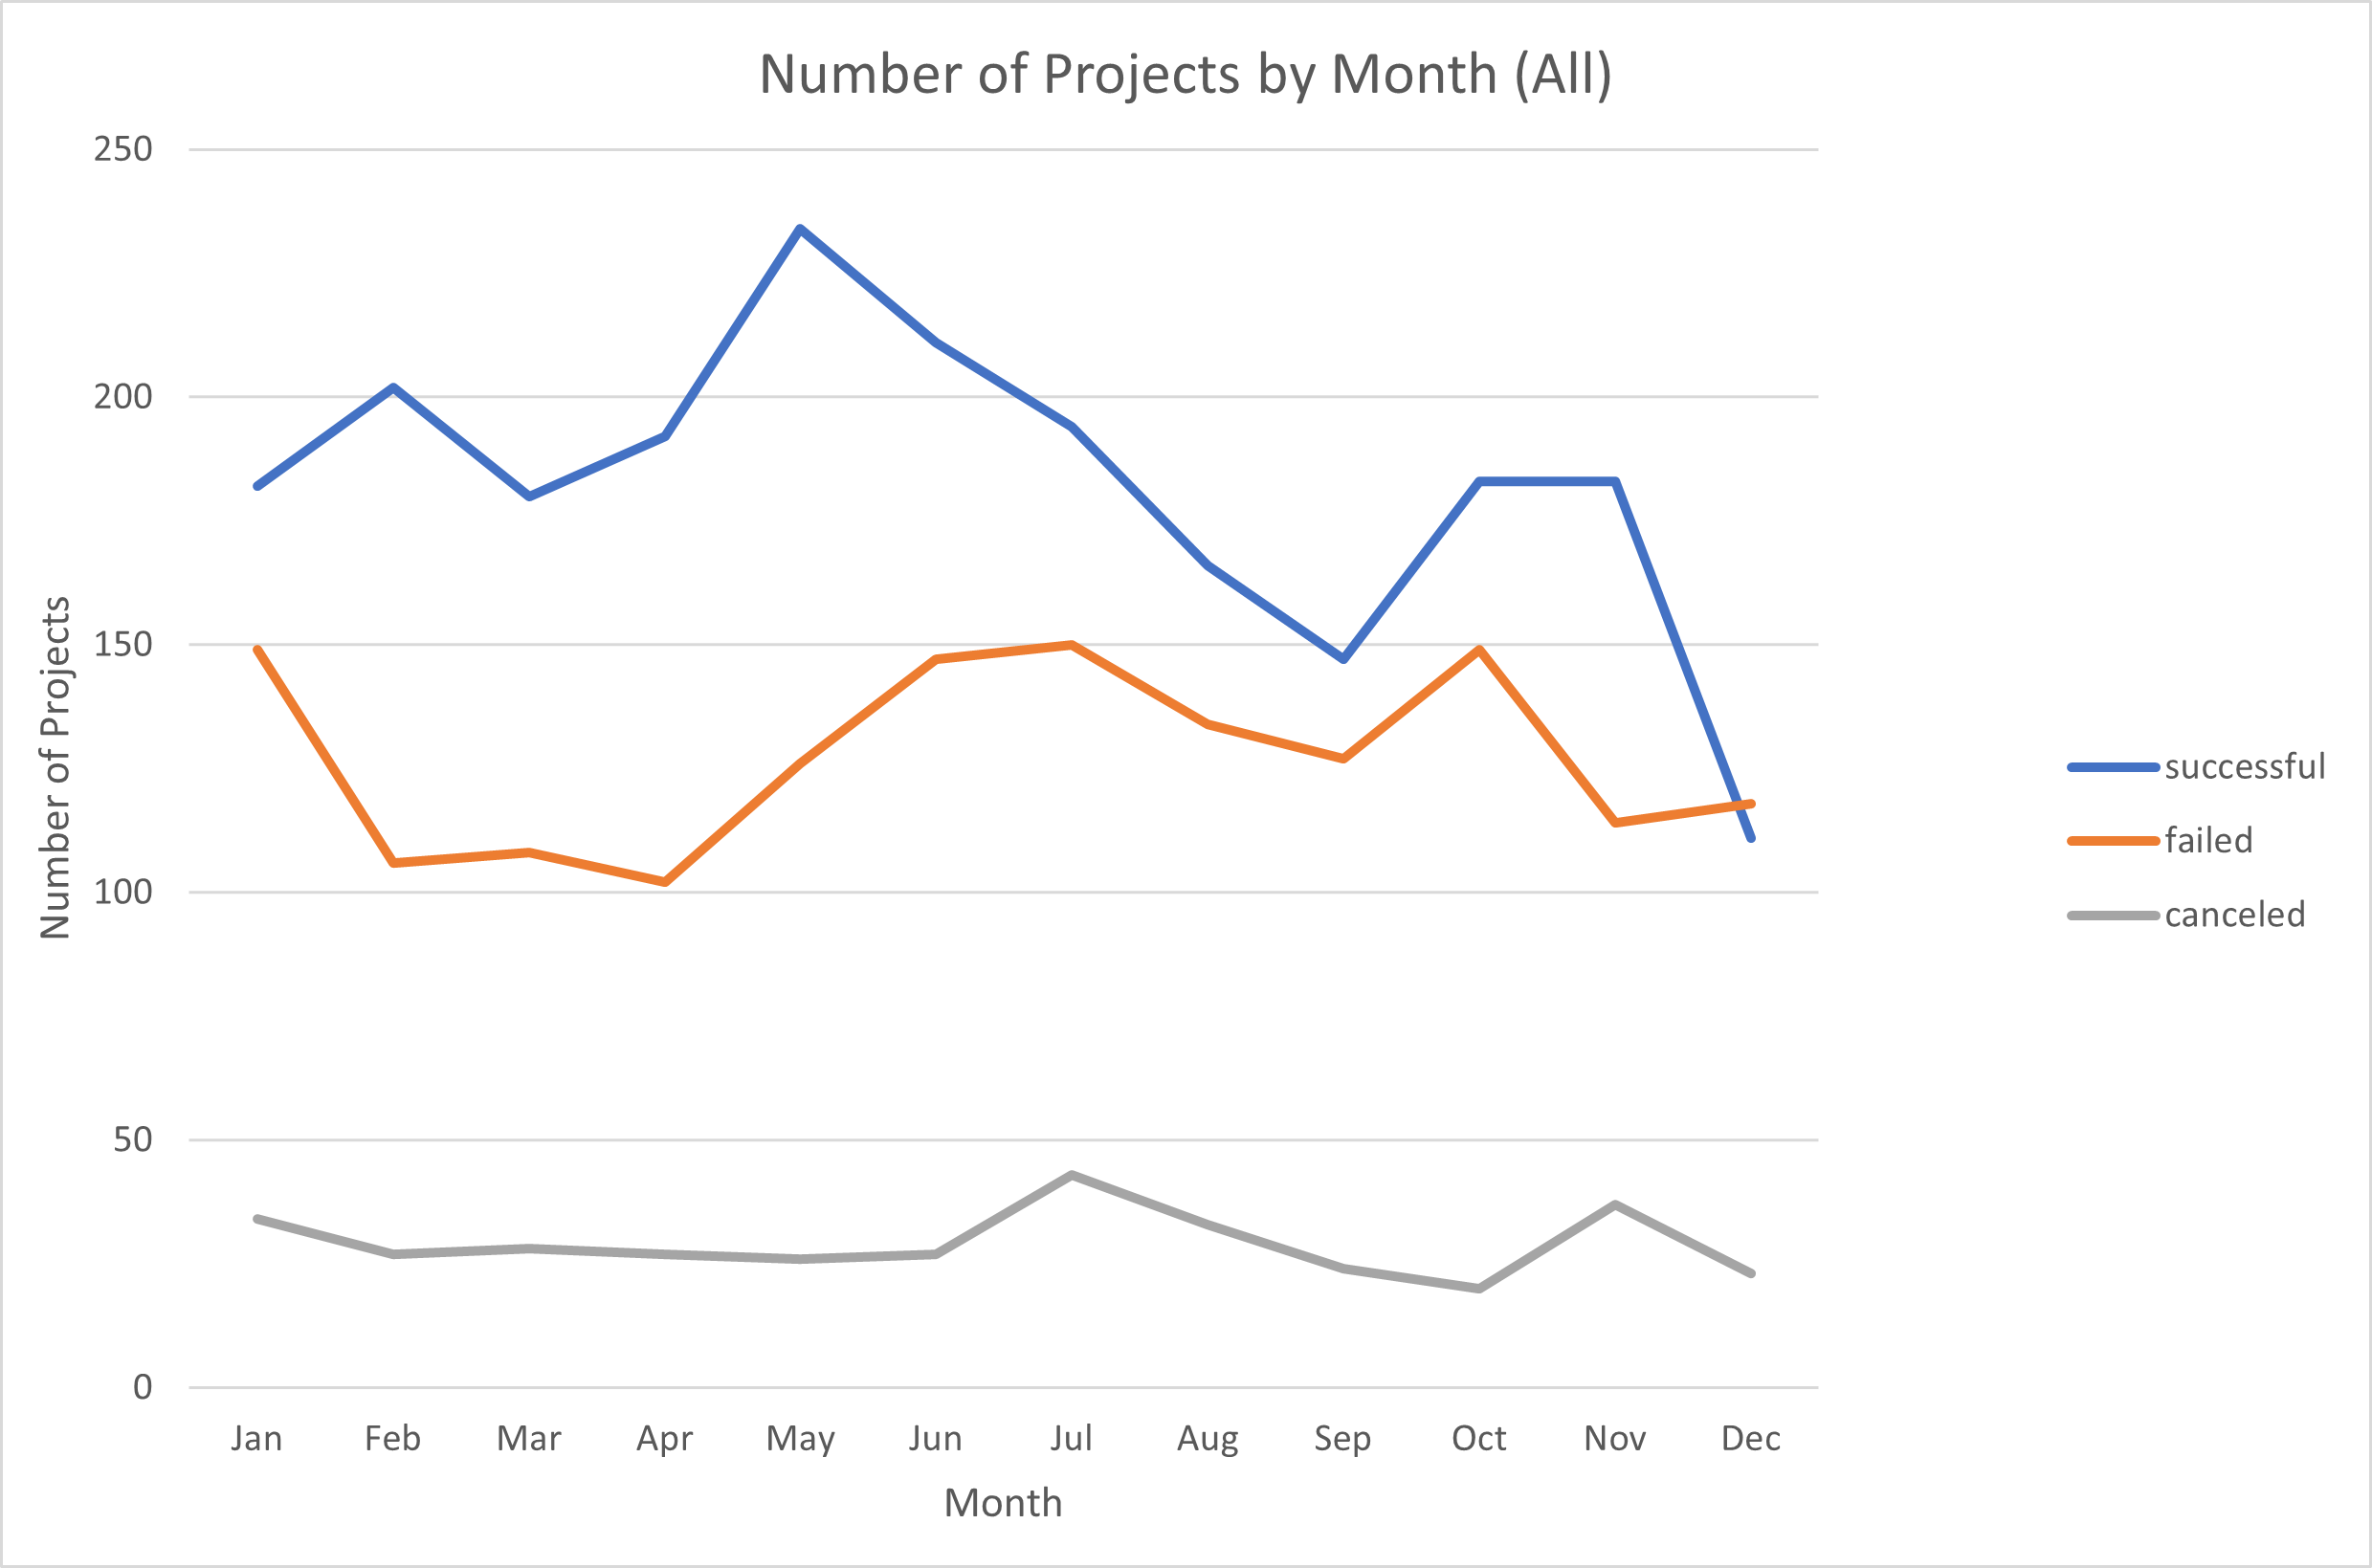 Number of Projects by Month (All)
250
200
150
100
50
0
Number of Projects
Jan Feb Mar Apr May Jun Jul Aug Sep Oct Nov Dec
Month
successful
failed
canceled